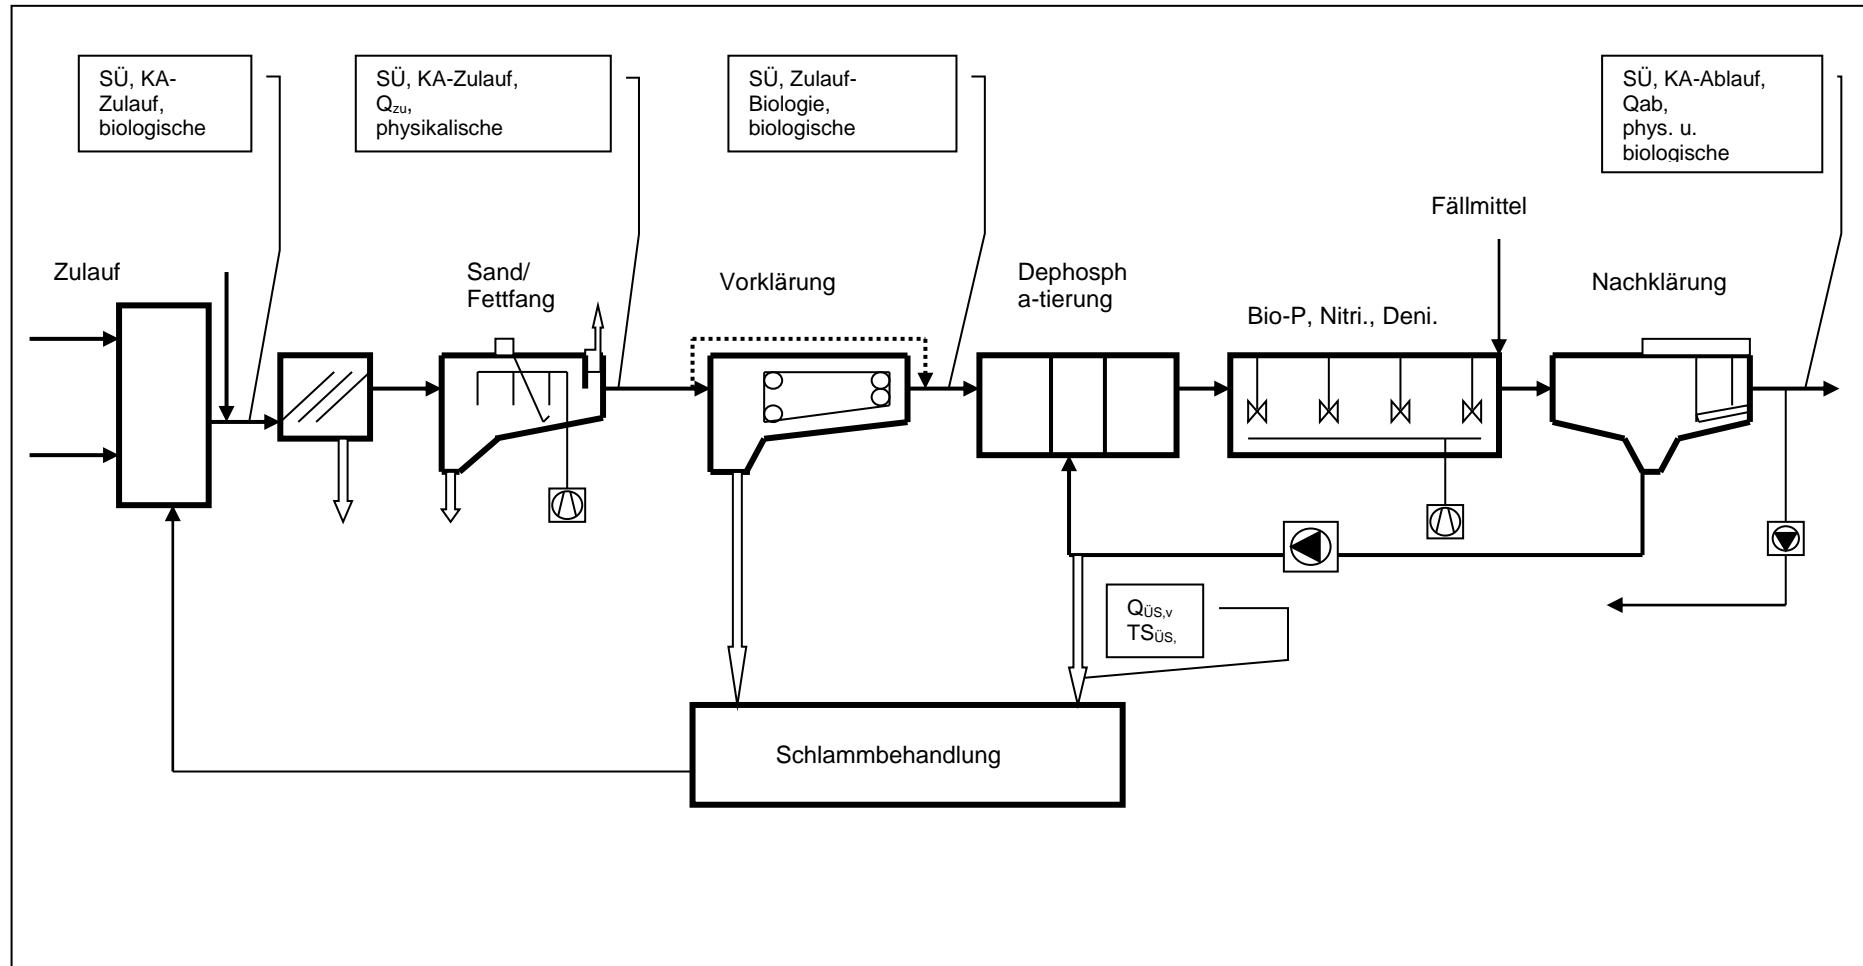 SÜ, KA-
Zulauf,
biologische
SÜ, KA-Zulauf,
Qzu,
physikalische
SÜ, Zulauf-
Biologie,
biologische
SÜ, KA-Ablauf,
Qab,
phys. u.
biologische
Fällmittel
Zulauf
Sand/
Fettfang
Vorklärung
Dephosph
a-tierung
Bio-P, Nitri., Deni.
Nachklärung
QÜS,v
TSÜS,
Schlammbehandlung